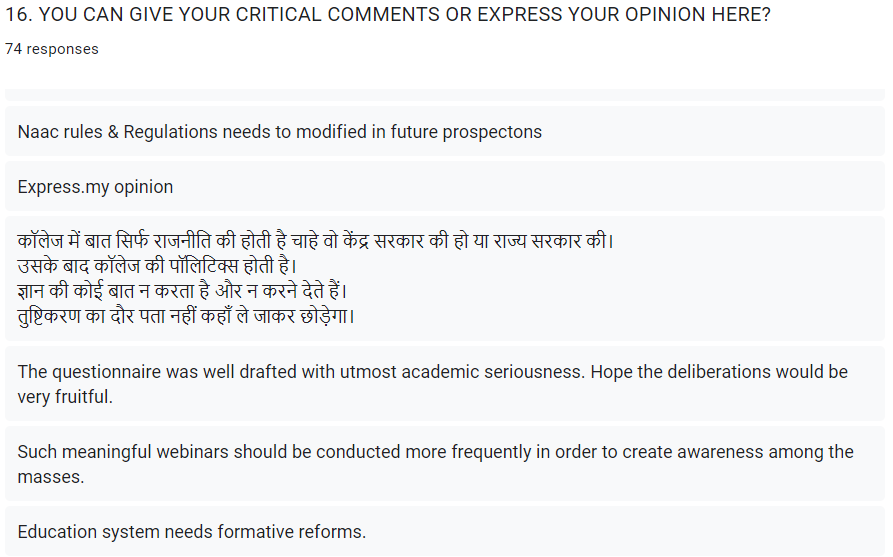 16. YOU CAN GIVE YOUR CRITICAL COMMENTS OR EXPRESS YOUR OPINION HERE?
74 responses
Naac rules & Regulations needs to modified in future prospectons
Express.my opinion
कॉलेज में बात सिर्फ राजनीति की होती है चाहे वो केंद्र सरकार की हो या राज्य सरकार की।
उसके बाद कॉलेज की पॉलिटिक्स होती है।
ज्ञान की कोई बात न करता है और न करने देते हैं।
तुष्टिकरण का दौर पता नहीं कहाँ ले जाकर छोड़ेगा।
The questionnaire was well drafted with utmost academic seriousness. Hope the deliberations would be
very fruitful.
Such meaningful webinars should be conducted more frequently in order to create awareness among the
masses.
Education system needs formative reforms.